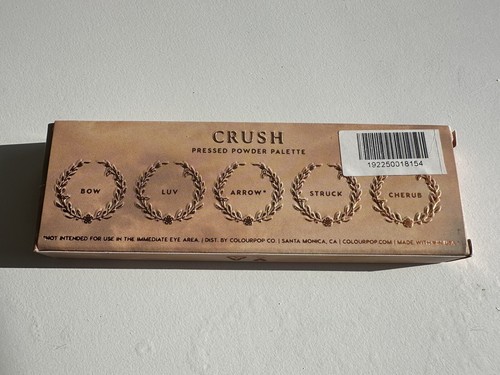 CRUSH
PRESSED POWDER PALETTE
192250018154
BOW LUV ARROW* STRUCK CHERUB
*NOT INTENDED FOR USE IN THE IMMEDIATE EYE AREA. | DIST. BY COLOURPOP CO. | SANTA MONICA, CA | COLOURPOP.COM | MADE WITH